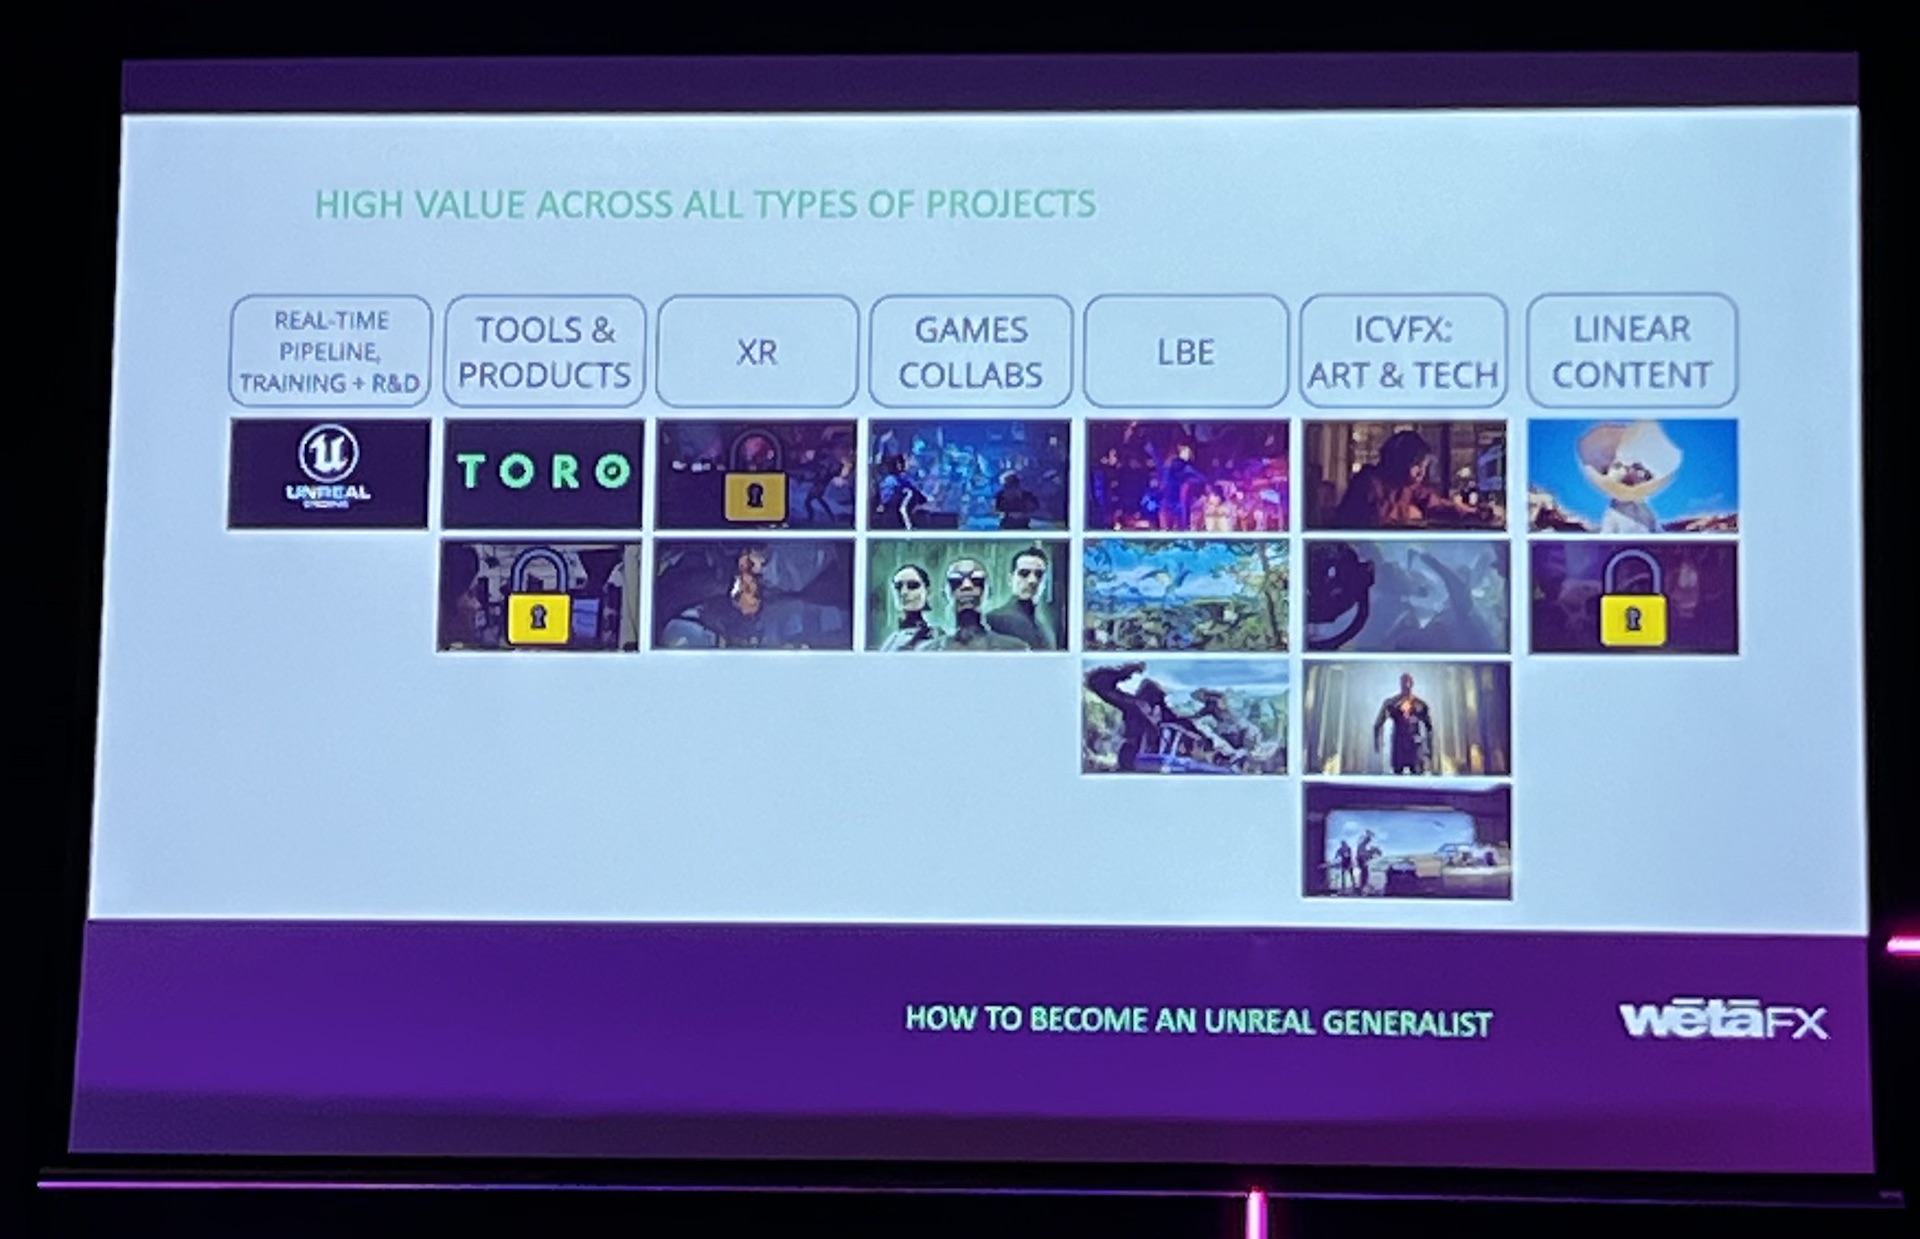 HIGH VALUE ACROSS ALL TYPES OF PROJECTS
REAL-TIME
PIPELINE,
TRAINING + R&D
TOOLS &
PRODUCTS
XR
GAMES
COLLABS
LBE
ICVFX:
ART & TECH
LINEAR
CONTENT
UNREAL
ENGINE
TORO
HOW TO BECOME AN UNREAL GENERALIST
wētāFX